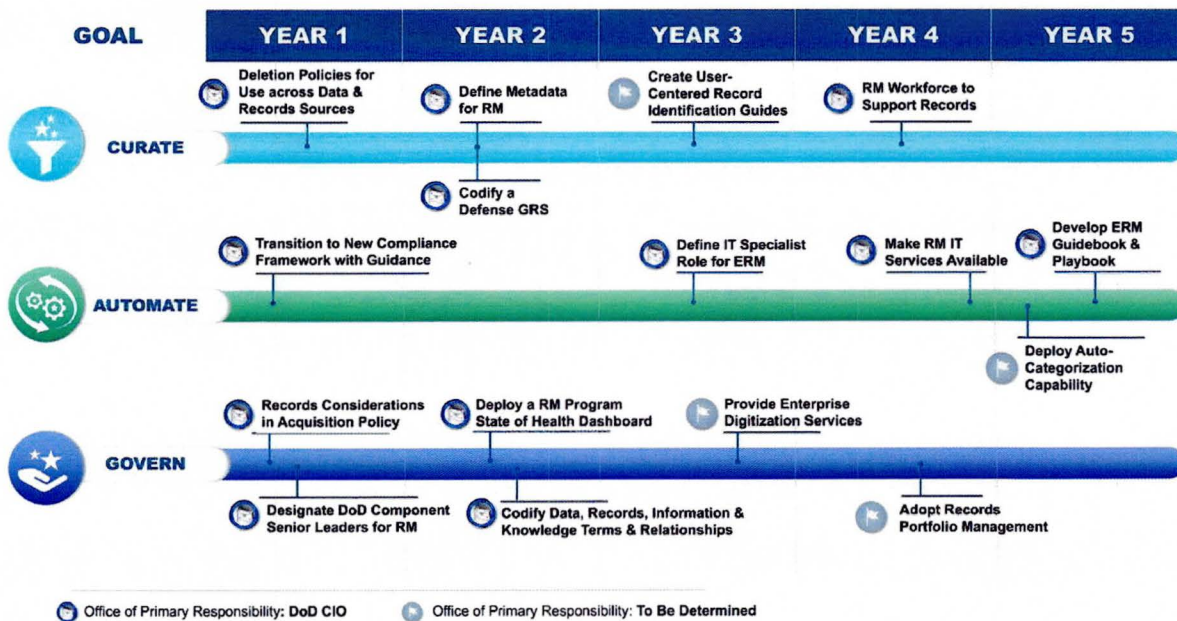 GOAL
YEAR 1
YEAR 2
YEAR 3
YEAR 4
YEAR 5
Deletion Policies for
Use across Data &
Records Sources
Define Metadata
for RM
Create User-
Centered Record
Identification Guides
RM Workforce to
Support Records
CURATE
Codify a
Defense GRS
Transition to New Compliance
Framework with Guidance
Define IT Specialist
Role for ERM
Make RM IT
Services Available
Develop ERM
Guidebook &
Playbook
AUTOMATE
Deploy Auto-
Categorization
Capability
Records Considerations
in Acquisition Policy
Deploy a RM Program
State of Health Dashboard
Provide Enterprise
Digitization Services
GOVERN
Designate DoD Component
Senior Leaders for RM
Codify Data, Records, Information &
Knowledge Terms & Relationships
Adopt Records
Portfolio Management
Office of Primary Responsibility: DoD CIO
Office of Primary Responsibility: To Be Determined